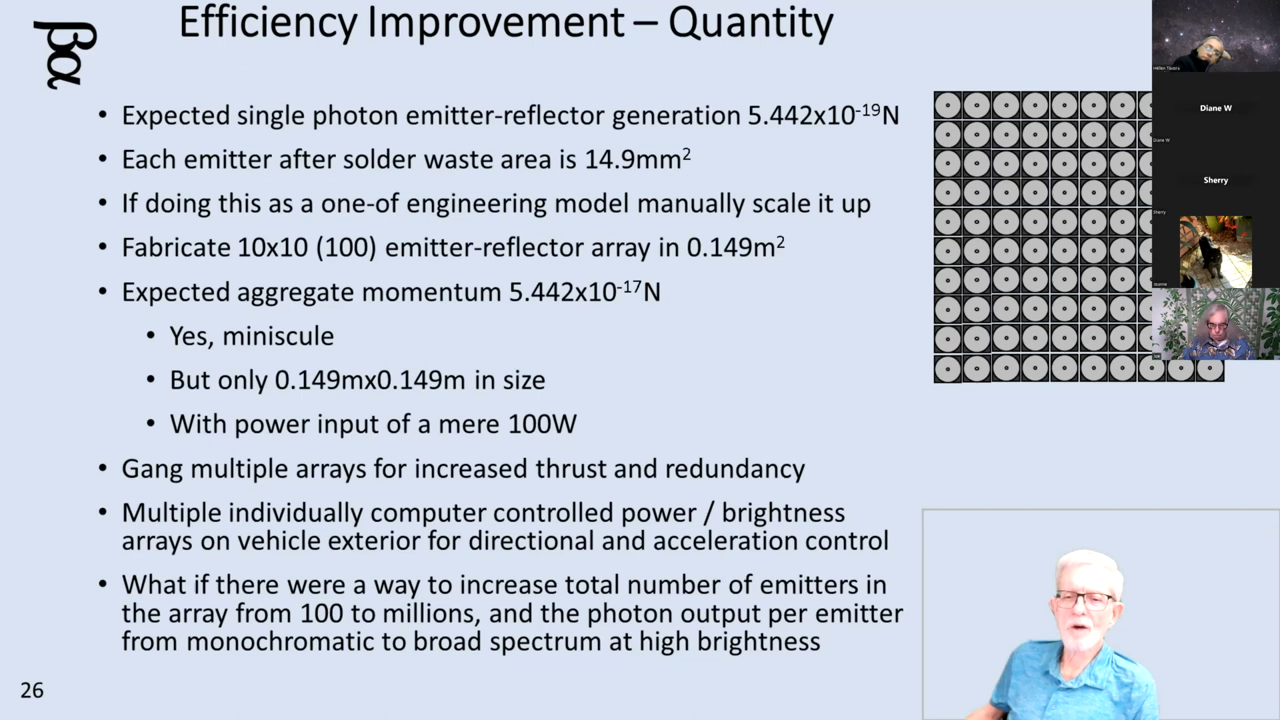 Efficiency Improvement – Quantity
βα
• Expected single photon emitter-reflector generation 5.442x10⁻¹⁹N
• Each emitter after solder waste area is 14.9mm²
• If doing this as a one-of engineering model manually scale it up
• Fabricate 10x10 (100) emitter-reflector array in 0.149m²
• Expected aggregate momentum 5.442x10⁻¹⁷N
• Yes, miniscule
• But only 0.149mx0.149m in size
• With power input of a mere 100W
• Gang multiple arrays for increased thrust and redundancy
• Multiple individually computer controlled power / brightness
arrays on vehicle exterior for directional and acceleration control
• What if there were a way to increase total number of emitters in
the array from 100 to millions, and the photon output per emitter
from monochromatic to broad spectrum at high brightness
26
Diane W
Diane W
Sherry
Sherry